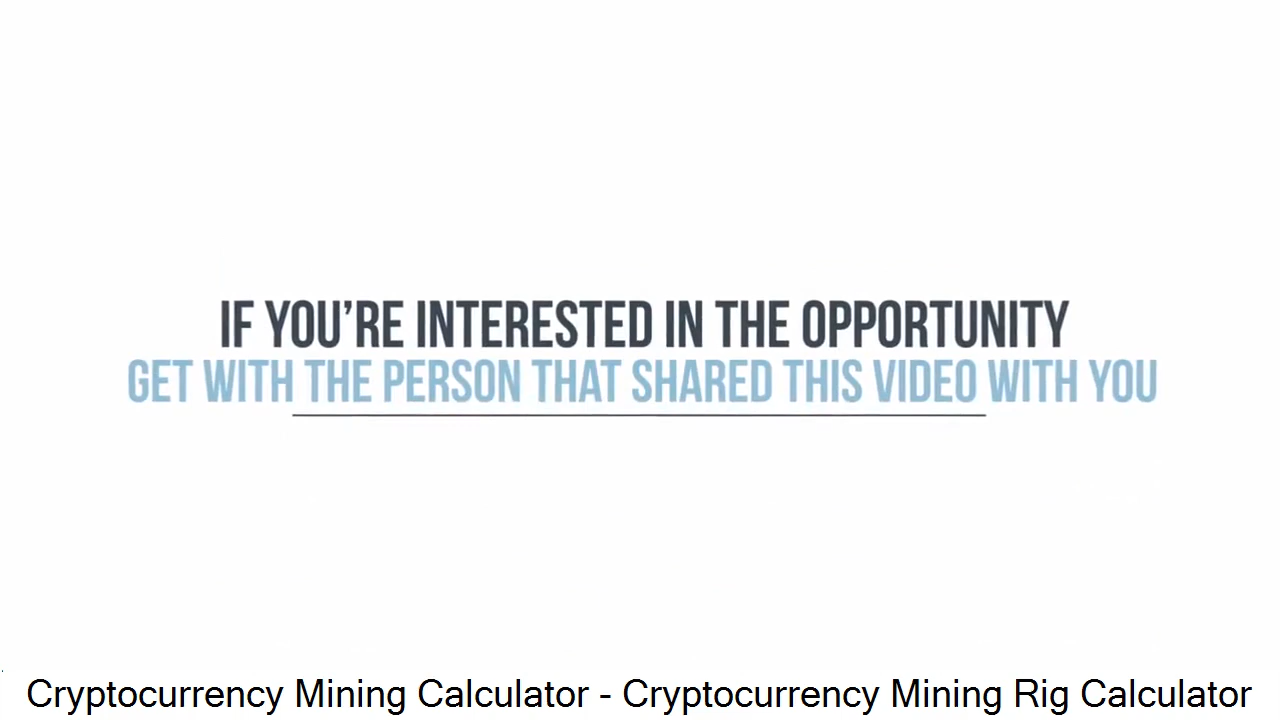 IF YOU’RE INTERESTED IN THE OPPORTUNITY
GET WITH THE PERSON THAT SHARED THIS VIDEO WITH YOU
Cryptocurrency Mining Calculator - Cryptocurrency Mining Rig Calculator